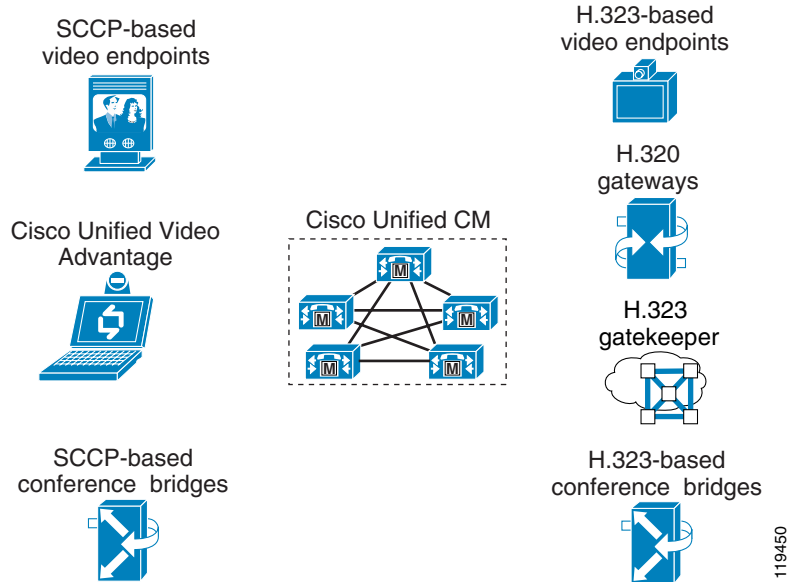 SCCP-based
video endpoints
H.323-based
video endpoints
H.320
gateways
Cisco Unified Video
Advantage
Cisco Unified CM
M
M
M
M
M
H.323
gatekeeper
SCCP-based
conference bridges
H.323-based
conference bridges
119450